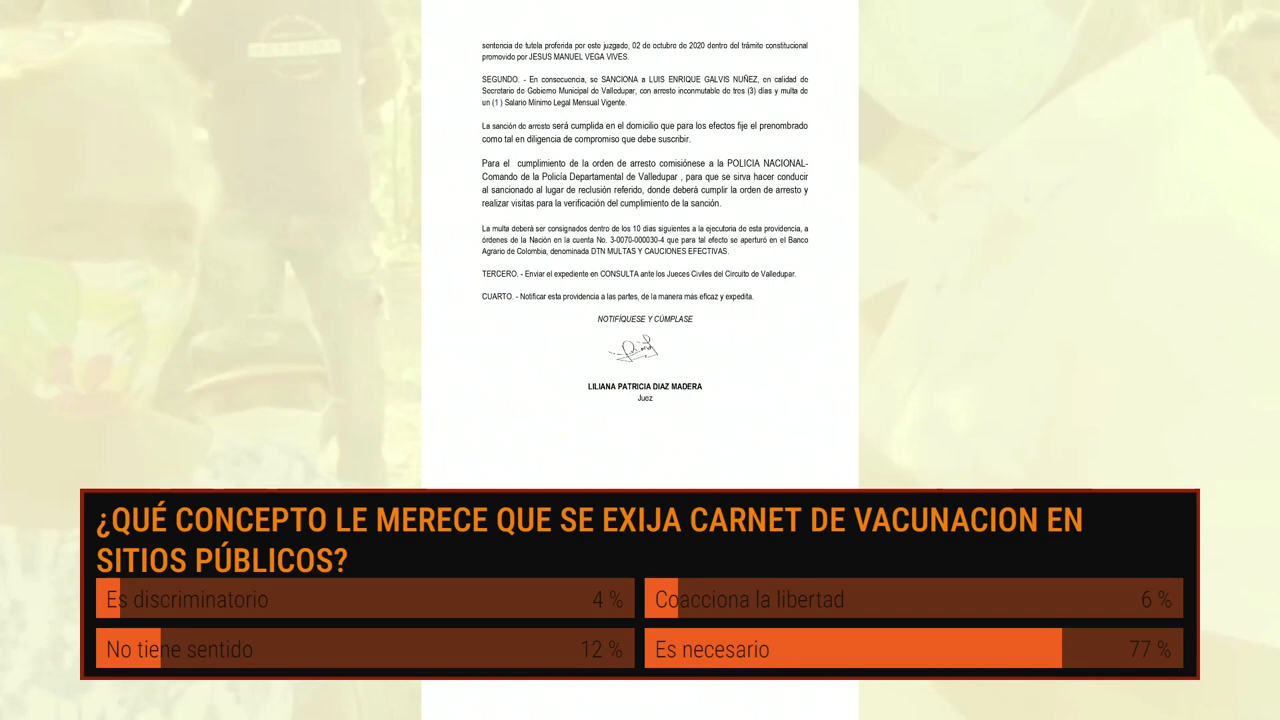 sentencia de tutela proferida por este juzgado, 02 de octubre de 2020 dentro del trámite constitucional
promovido por JESUS MANUEL VEGA VIVES.
SEGUNDO. - En consecuencia, se SANCIONA a LUIS ENRIQUE GALVIS NUÑEZ, en calidad de
Secretario de Gobierno Municipal de Valledupar, con arresto inconmutable de tres (3) días y multa de
un (1 ) Salario Mínimo Legal Mensual Vigente.
La sanción de arresto será cumplida en el domicilio que para los efectos fije el prenombrado
como tal en diligencia de compromiso que debe suscribir.
Para el cumplimiento de la orden de arresto comisiónese a la POLICIA NACIONAL-
Comando de la Policía Departamental de Valledupar , para que se sirva hacer conducir
al sancionado al lugar de reclusión referido, donde deberá cumplir la orden de arresto y
realizar visitas para la verificación del cumplimiento de la sanción.
La multa deberá ser consignados dentro de los 10 días siguientes a la ejecutoria de esta providencia, a
órdenes de la Nación en la cuenta No. 3-0070-000030-4 que para tal efecto se aperturó en el Banco
Agrario de Colombia, denominada DTN MULTAS Y CAUCIONES EFECTIVAS.
TERCERO. - Enviar el expediente en CONSULTA ante los Jueces Civiles del Circuito de Valledupar.
CUARTO. - Notificar esta providencia a las partes, de la manera más eficaz y expedita.
NOTIFÍQUESE Y CÚMPLASE
LILIANA PATRICIA DIAZ MADERA
Juez
¿QUÉ CONCEPTO LE MERECE QUE SE EXIJA CARNET DE VACUNACION EN
SITIOS PÚBLICOS?
Es discriminatorio 4 %
Coacciona la libertad 6 %
No tiene sentido 12 %
Es necesario 77 %